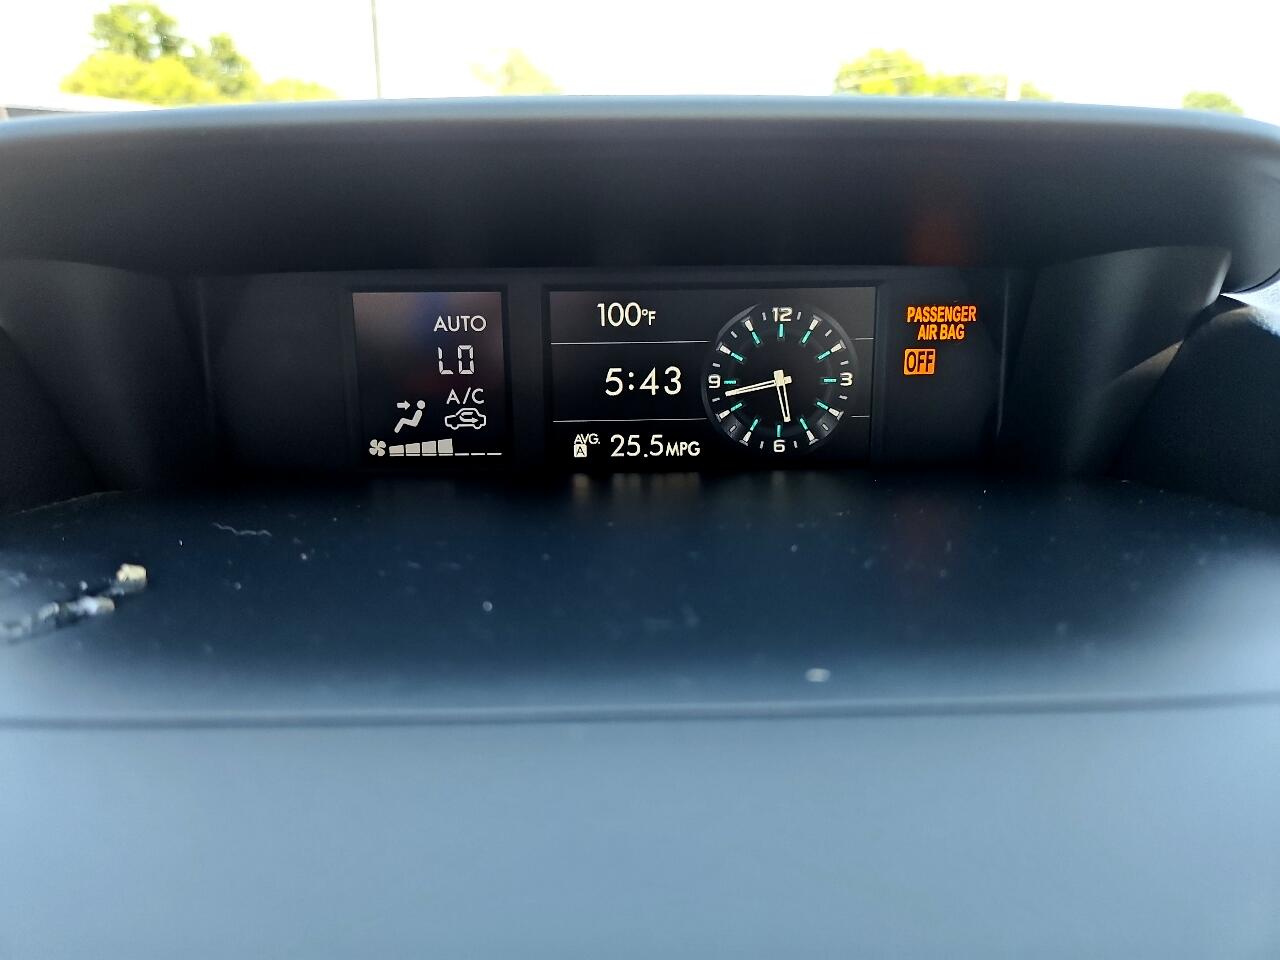 AUTO
LO
A/C
100°F
5:43
AVG.
A
25.5MPG
12
3
6
9
PASSENGER
AIR BAG
OFF